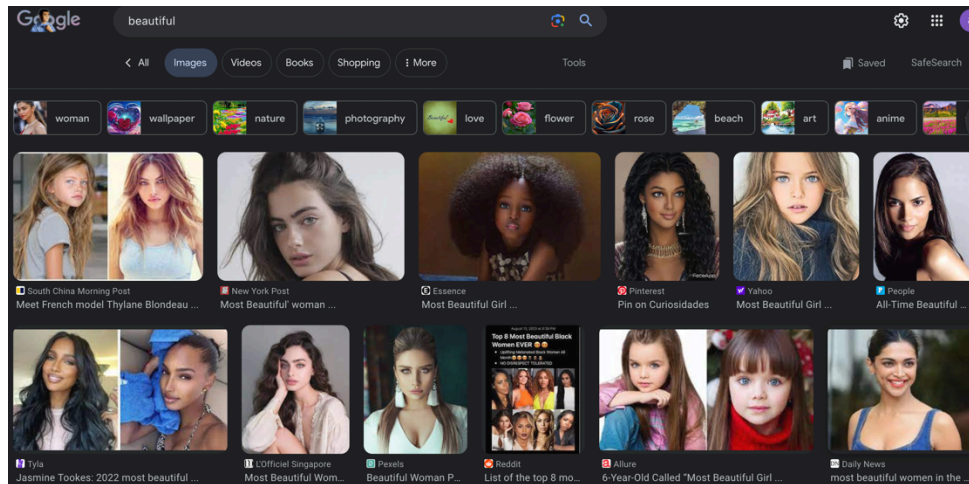 Google
beautiful
All Images Videos Books Shopping More Tools Saved SafeSearch
woman wallpaper nature photography love flower rose beach art anime
South China Morning Post
Meet French model Thylane Blondeau ...
New York Post
Most Beautiful' woman ...
Essence
Most Beautiful Girl ...
FaceApp
Pinterest
Pin on Curiosidades
Yahoo
Most Beautiful Girl ...
People
All-Time Beautiful ...
Tyla
Jasmine Tookes: 2022 most beautiful ...
L'Officiel Singapore
Most Beautiful Wom...
Pexels
Beautiful Woman P...
Top 8 Most Beautiful Black
Women EVER
Reddit
List of the top 8 mo...
Allure
6-Year-Old Called "Most Beautiful Girl ...
Daily News
most beautiful women in the ...